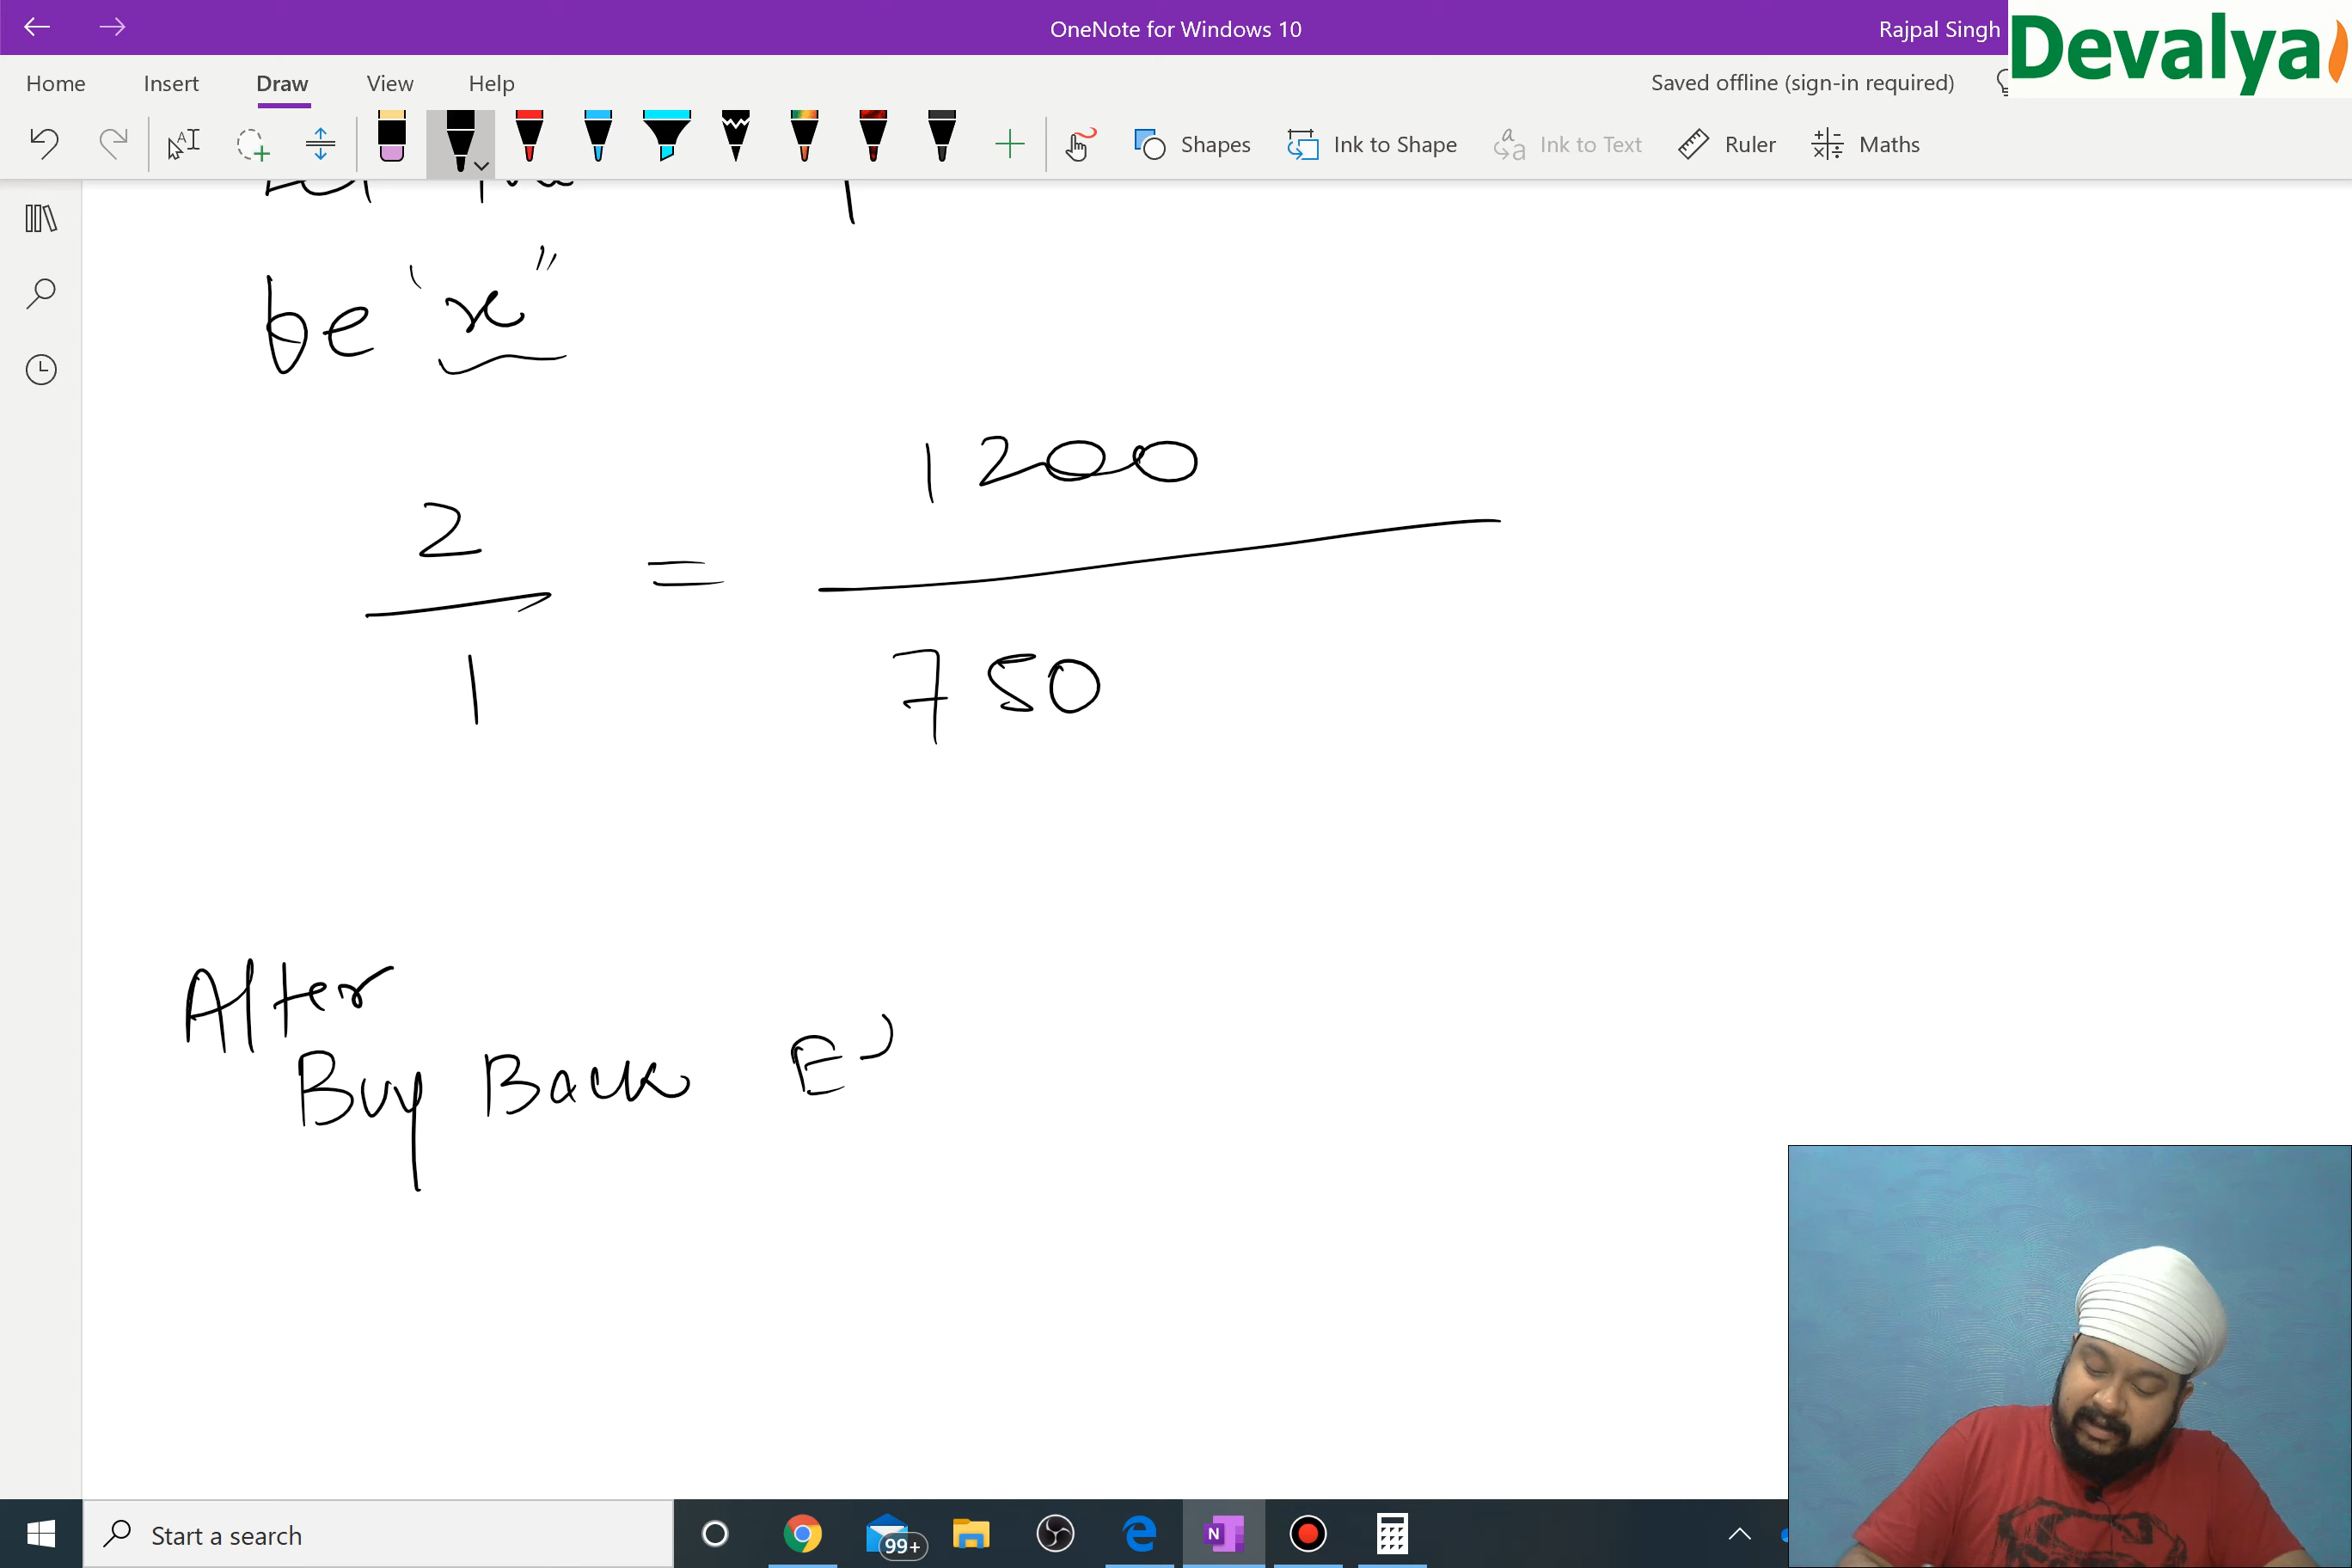 OneNote for Windows 10
Rajpal Singh
Devalya
Home Insert Draw View Help
Saved offline (sign-in required)
Shapes
Ink to Shape
Ink to Text
Ruler
Maths
be "x"
2/1 = 1200/750
After
Buy Back E
Start a search
99+
N